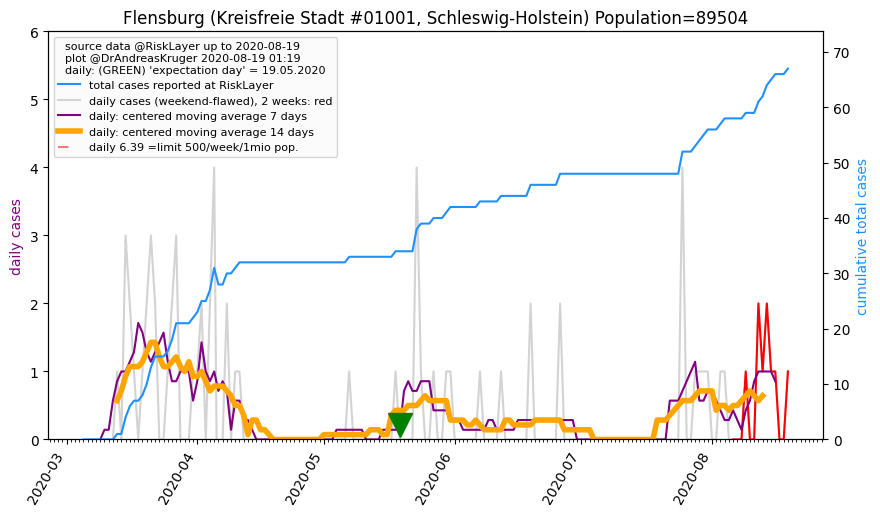 Flensburg (Kreisfreie Stadt #01001, Schleswig-Holstein) Population=89504
source data @RiskLayer up to 2020-08-19
plot @DrAndreasKruger 2020-08-19 01:19
daily: (GREEN) 'expectation day' = 19.05.2020
total cases reported at RiskLayer
daily cases (weekend-flawed), 2 weeks: red
daily: centered moving average 7 days
daily: centered moving average 14 days
daily 6.39 =limit 500/week/1mio pop.
daily cases
6
5
4
3
2
1
0
cumulative total cases
70
60
50
40
30
20
10
0
2020-03
2020-04
2020-05
2020-06
2020-07
2020-08